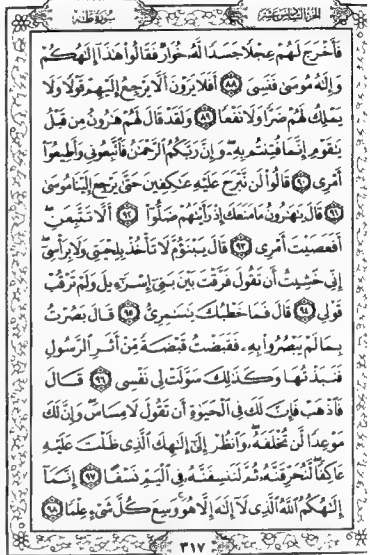 الجزء السادس عشر
سورة طه
فَأَخْرَجَ لَهُمْ عِجْلًا جَسَدًا لَّهُۥ خُوَارٌ فَقَالُوا۟ هَٰذَآ إِلَٰهُكُمْ
وَإِلَٰهُ مُوسَىٰ فَنَسِىَ ٨٨ أَفَلَا يَرَوْنَ أَلَّا يَرْجِعُ إِلَيْهِمْ قَوْلًا وَلَا
يَمْلِكُ لَهُمْ ضَرًّا وَلَا نَفْعًا ٨٩ وَلَقَدْ قَالَ لَهُمْ هَٰرُونُ مِن قَبْلُ
يَٰقَوْمِ إِنَّمَا فُتِنتُم بِهِۦ وَإِنَّ رَبَّكُمُ ٱلرَّحْمَٰنُ فَٱتَّبِعُونِى وَأَطِيعُوٓا۟
أَمْرِى ٩٠ قَالُوا۟ لَن نَّبْرَحَ عَلَيْهِ عَٰكِفِينَ حَتَّىٰ يَرْجِعَ إِلَيْنَا مُوسَىٰ
٩١ قَالَ يَٰهَٰرُونُ مَا مَنَعَكَ إِذْ رَأَيْتَهُمْ ضَلُّوٓا۟ ٩٢ أَلَّا تَتَّبِعَنِ
أَفَعَصَيْتَ أَمْرِى ٩٣ قَالَ يَبْنَؤُمَّ لَا تَأْخُذْ بِلِحْيَتِى وَلَا بِرَأْسِىٓ
إِنِّى خَشِيتُ أَن تَقُولَ فَرَّقْتَ بَيْنَ بَنِىٓ إِسْرَٰٓءِيلَ وَلَمْ تَرْقُبْ
قَوْلِى ٩٤ قَالَ فَمَا خَطْبُكَ يَٰسَٰمِرِىُّ ٩٥ قَالَ بَصُرْتُ
بِمَا لَمْ يَبْصُرُوا۟ بِهِۦ فَقَبَضْتُ قَبْضَةً مِّنْ أَثَرِ ٱلرَّسُولِ
فَنَبَذْتُهَا وَكَذَٰلِكَ سَوَّلَتْ لِى نَفْسِى ٩٦ قَالَ
فَٱذْهَبْ فَإِنَّ لَكَ فِى ٱلْحَيَوٰةِ أَن تَقُولَ لَا مِسَاسَ وَإِنَّ لَكَ
مَوْعِدًا لَّن تُخْلَفَهُۥ وَٱنظُرْ إِلَىٰٓ إِلَٰهِكَ ٱلَّذِى ظَلْتَ عَلَيْهِ
عَاكِفًا لَّنُحَرِّقَنَّهُۥ ثُمَّ لَنَنسِفَنَّهُۥ فِى ٱلْيَمِّ نَسْفًا ٩٧ إِنَّمَآ
إِلَٰهُكُمُ ٱللَّهُ ٱلَّذِى لَآ إِلَٰهَ إِلَّا هُوَ وَسِعَ كُلَّ شَىْءٍ عِلْمًا ٩٨
٣١٧